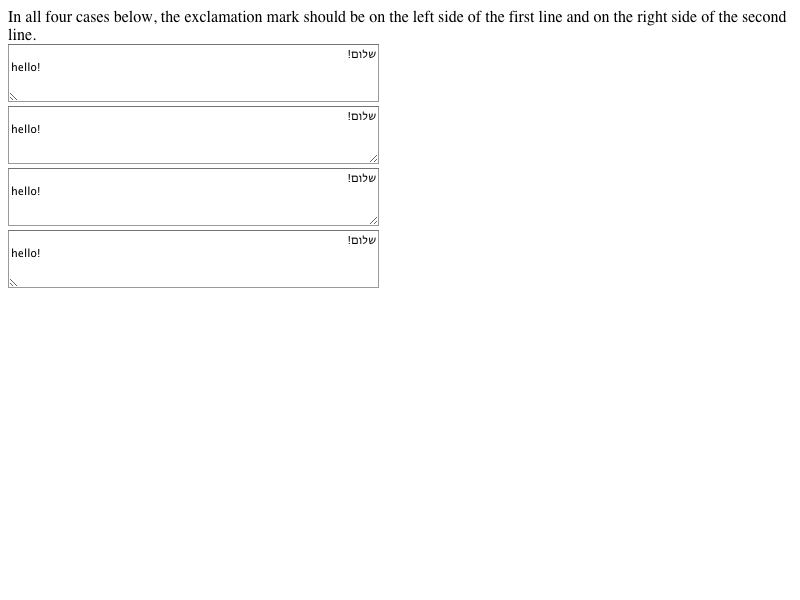 In all four cases below, the exclamation mark should be on the left side of the first line and on the right side of the second
line.
שלום!
hello!
שלום!
hello!
שלום!
hello!
שלום!
hello!